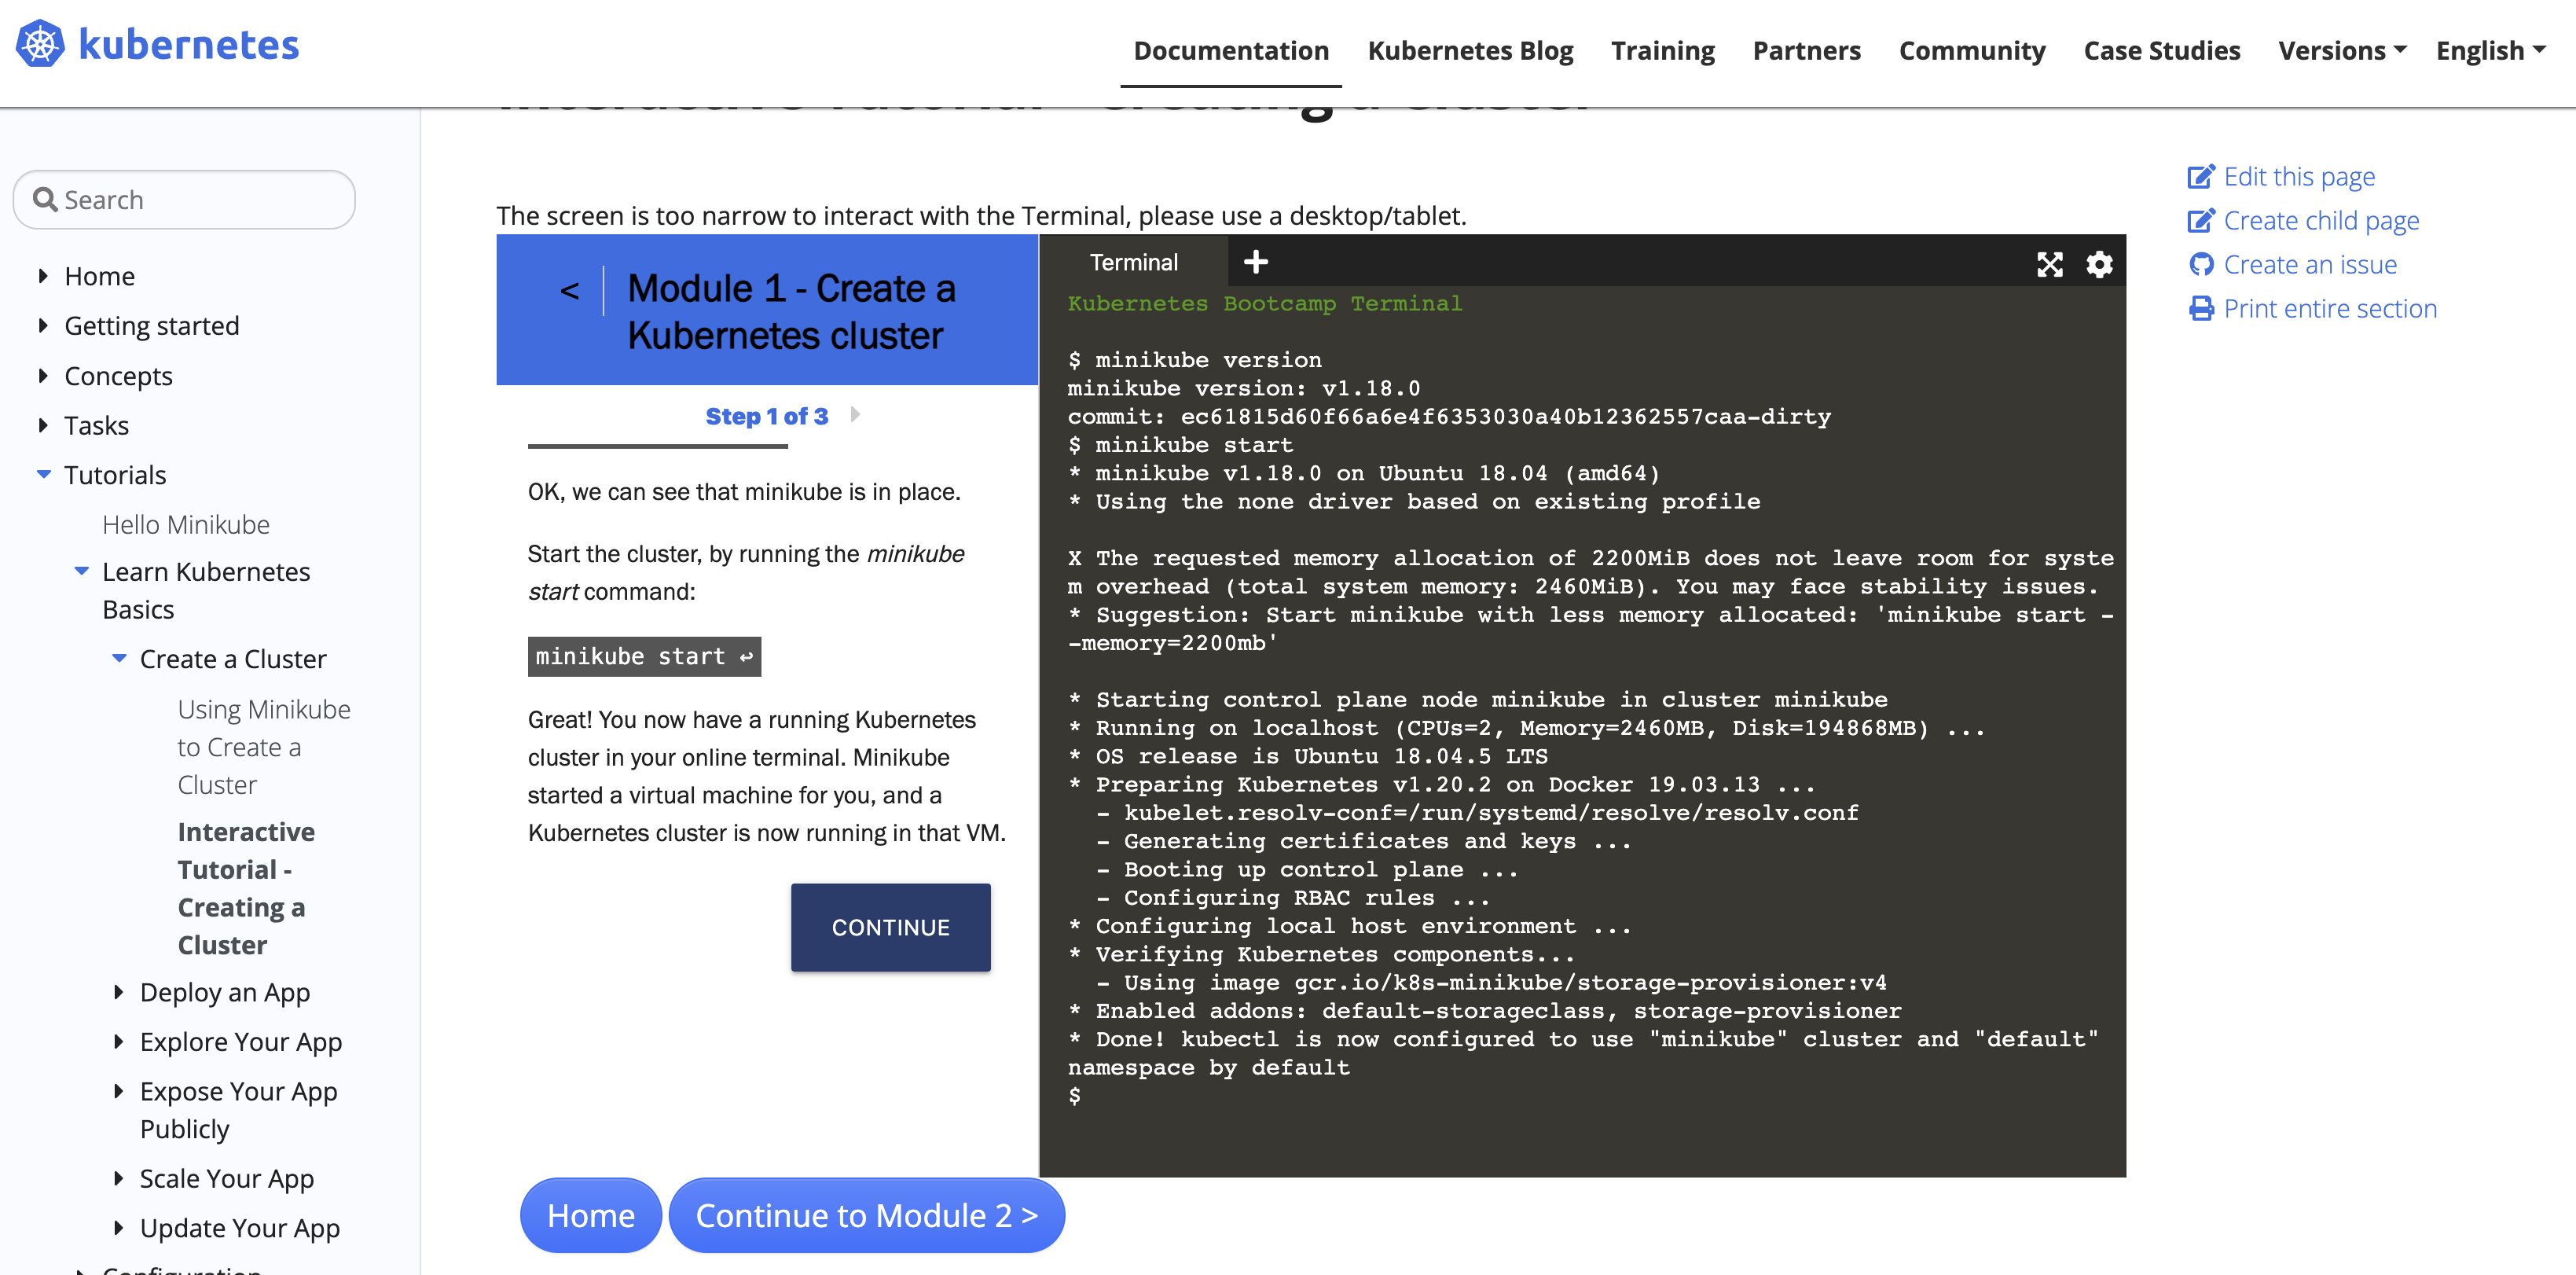 kubernetes
Documentation
Kubernetes Blog
Training
Partners
Community
Case Studies
Versions
English
Interactive Tutorial - Creating a Cluster
Search
Home
Getting started
Concepts
Tasks
Tutorials
Hello Minikube
Learn Kubernetes
Basics
Create a Cluster
Using Minikube
to Create a
Cluster
Interactive
Tutorial -
Creating a
Cluster
Deploy an App
Explore Your App
Expose Your App
Publicly
Scale Your App
Update Your App
Configuration
The screen is too narrow to interact with the Terminal, please use a desktop/tablet.
< Module 1 - Create a
Kubernetes cluster
Step 1 of 3
OK, we can see that minikube is in place.
Start the cluster, by running the minikube
start command:
minikube start ↩
Great! You now have a running Kubernetes
cluster in your online terminal. Minikube
started a virtual machine for you, and a
Kubernetes cluster is now running in that VM.
CONTINUE
Terminal +
Kubernetes Bootcamp Terminal
$ minikube version
minikube version: v1.18.0
commit: ec61815d60f66a6e4f6353030a40b12362557caa-dirty
$ minikube start
* minikube v1.18.0 on Ubuntu 18.04 (amd64)
* Using the none driver based on existing profile
X The requested memory allocation of 2200MiB does not leave room for syste
m overhead (total system memory: 2460MiB). You may face stability issues.
* Suggestion: Start minikube with less memory allocated: 'minikube start -
-memory=2200mb'
* Starting control plane node minikube in cluster minikube
* Running on localhost (CPUs=2, Memory=2460MB, Disk=194868MB) ...
* OS release is Ubuntu 18.04.5 LTS
* Preparing Kubernetes v1.20.2 on Docker 19.03.13 ...
- kubelet.resolv-conf=/run/systemd/resolve/resolv.conf
- Generating certificates and keys ...
- Booting up control plane ...
- Configuring RBAC rules ...
* Configuring local host environment ...
* Verifying Kubernetes components...
- Using image gcr.io/k8s-minikube/storage-provisioner:v4
* Enabled addons: default-storageclass, storage-provisioner
* Done! kubectl is now configured to use "minikube" cluster and "default"
namespace by default
$
Home
Continue to Module 2 >
Edit this page
Create child page
Create an issue
Print entire section